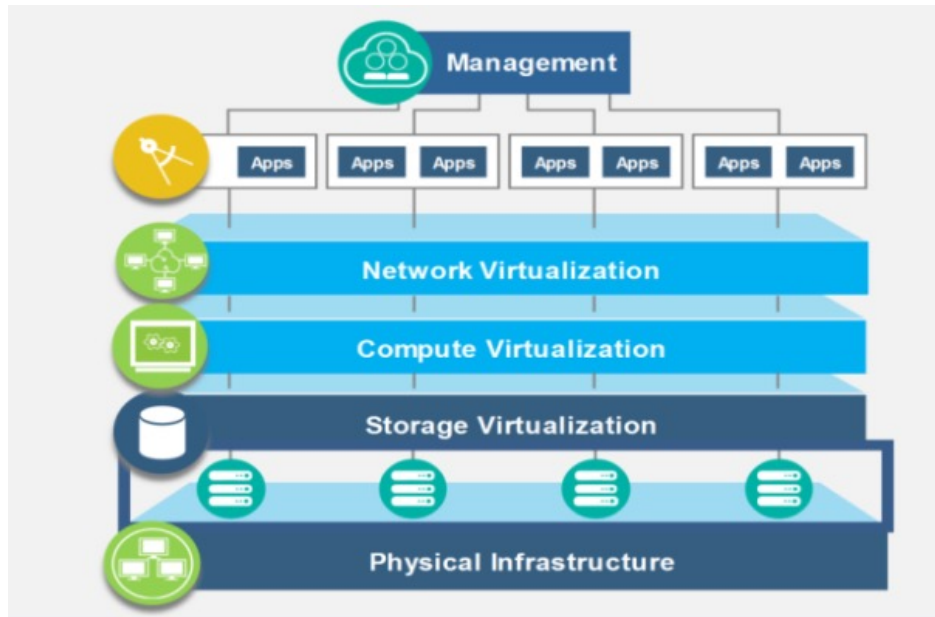 Management
Apps Apps Apps Apps Apps Apps Apps
Network Virtualization
Compute Virtualization
Storage Virtualization
Physical Infrastructure